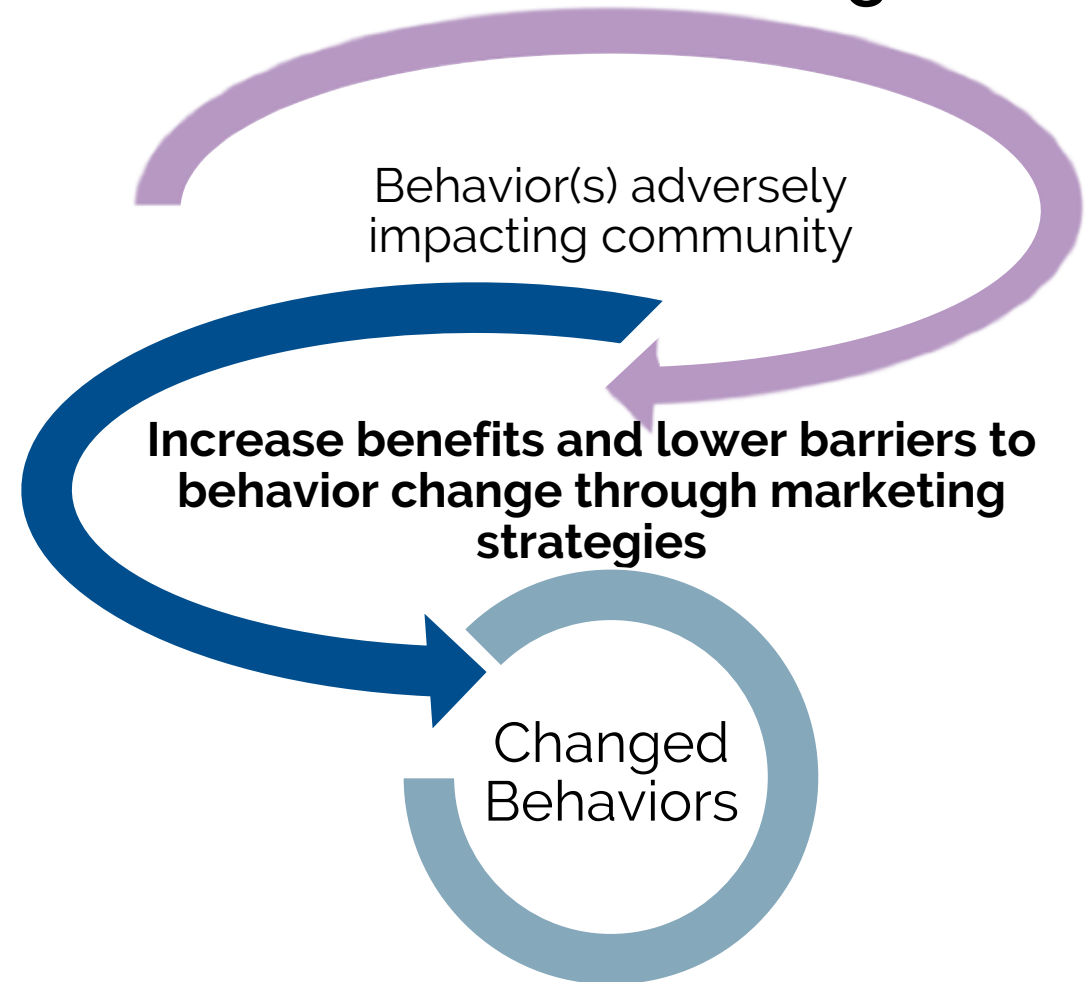 Behavior(s) adversely
impacting community
Increase benefits and lower barriers to
behavior change through marketing
strategies
Changed
Behaviors